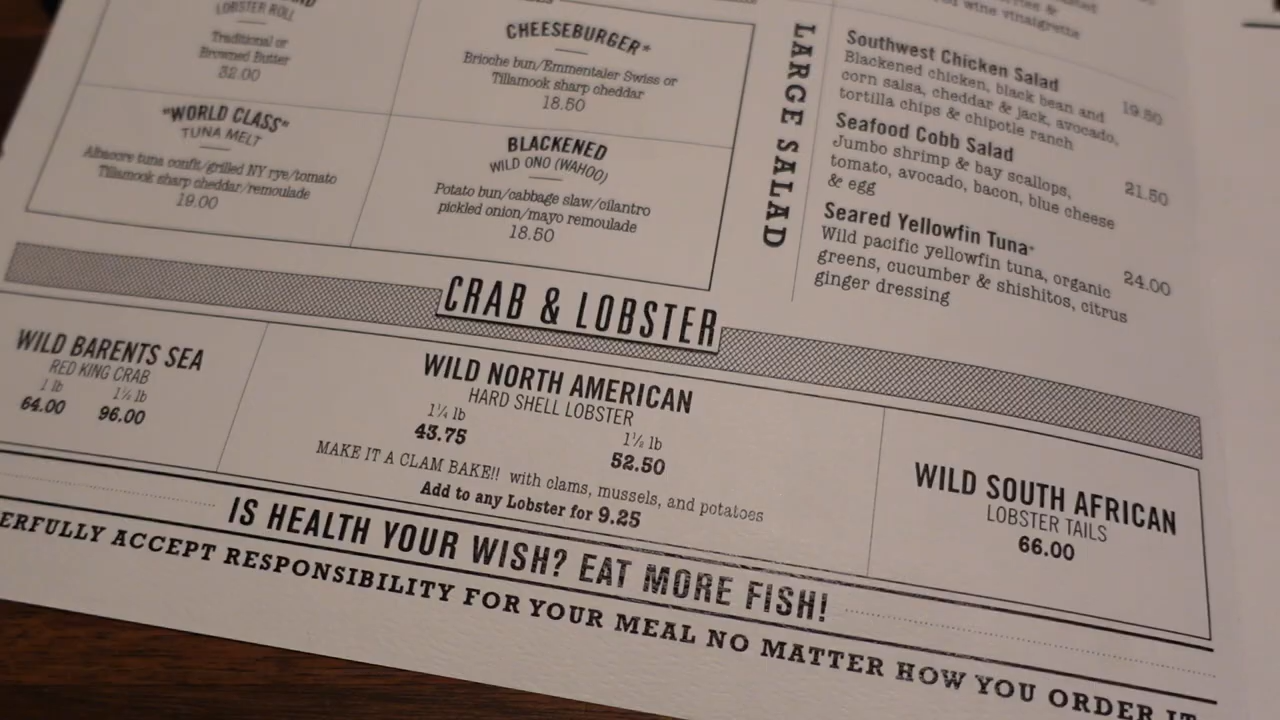 LOBSTER ROLL
Traditional or
Browned Butter
32.00
"WORLD CLASS"
TUNA MELT
Albacore tuna confit/grilled NY rye/tomato
Tillamook sharp cheddar/remoulade
19.00
CHEESEBURGER*
Brioche bun/Emmentaler Swiss or
Tillamook sharp cheddar
18.50
BLACKENED
WILD ONO (WAHOO)
Potato bun/cabbage slaw/cilantro
pickled onion/mayo remoulade
18.50
LARGE SALAD
wine vinaigrette
Southwest Chicken Salad
Blackened chicken, black bean and
corn salsa, cheddar & jack, avocado,
tortilla chips & chipotle ranch
19.50
Seafood Cobb Salad
Jumbo shrimp & bay scallops,
tomato, avocado, bacon, blue cheese
& egg
21.50
Seared Yellowfin Tuna*
Wild pacific yellowfin tuna, organic
greens, cucumber & shishitos, citrus
ginger dressing
24.00
CRAB & LOBSTER
WILD BARENTS SEA
RED KING CRAB
1 lb 1½ lb
64.00 96.00
WILD NORTH AMERICAN
HARD SHELL LOBSTER
1¼ lb 1½ lb
43.75 52.50
MAKE IT A CLAM BAKE!! with clams, mussels, and potatoes
Add to any Lobster for 9.25
WILD SOUTH AFRICAN
LOBSTER TAILS
66.00
IS HEALTH YOUR WISH? EAT MORE FISH!
ERFULLY ACCEPT RESPONSIBILITY FOR YOUR MEAL NO MATTER HOW YOU ORDER IT